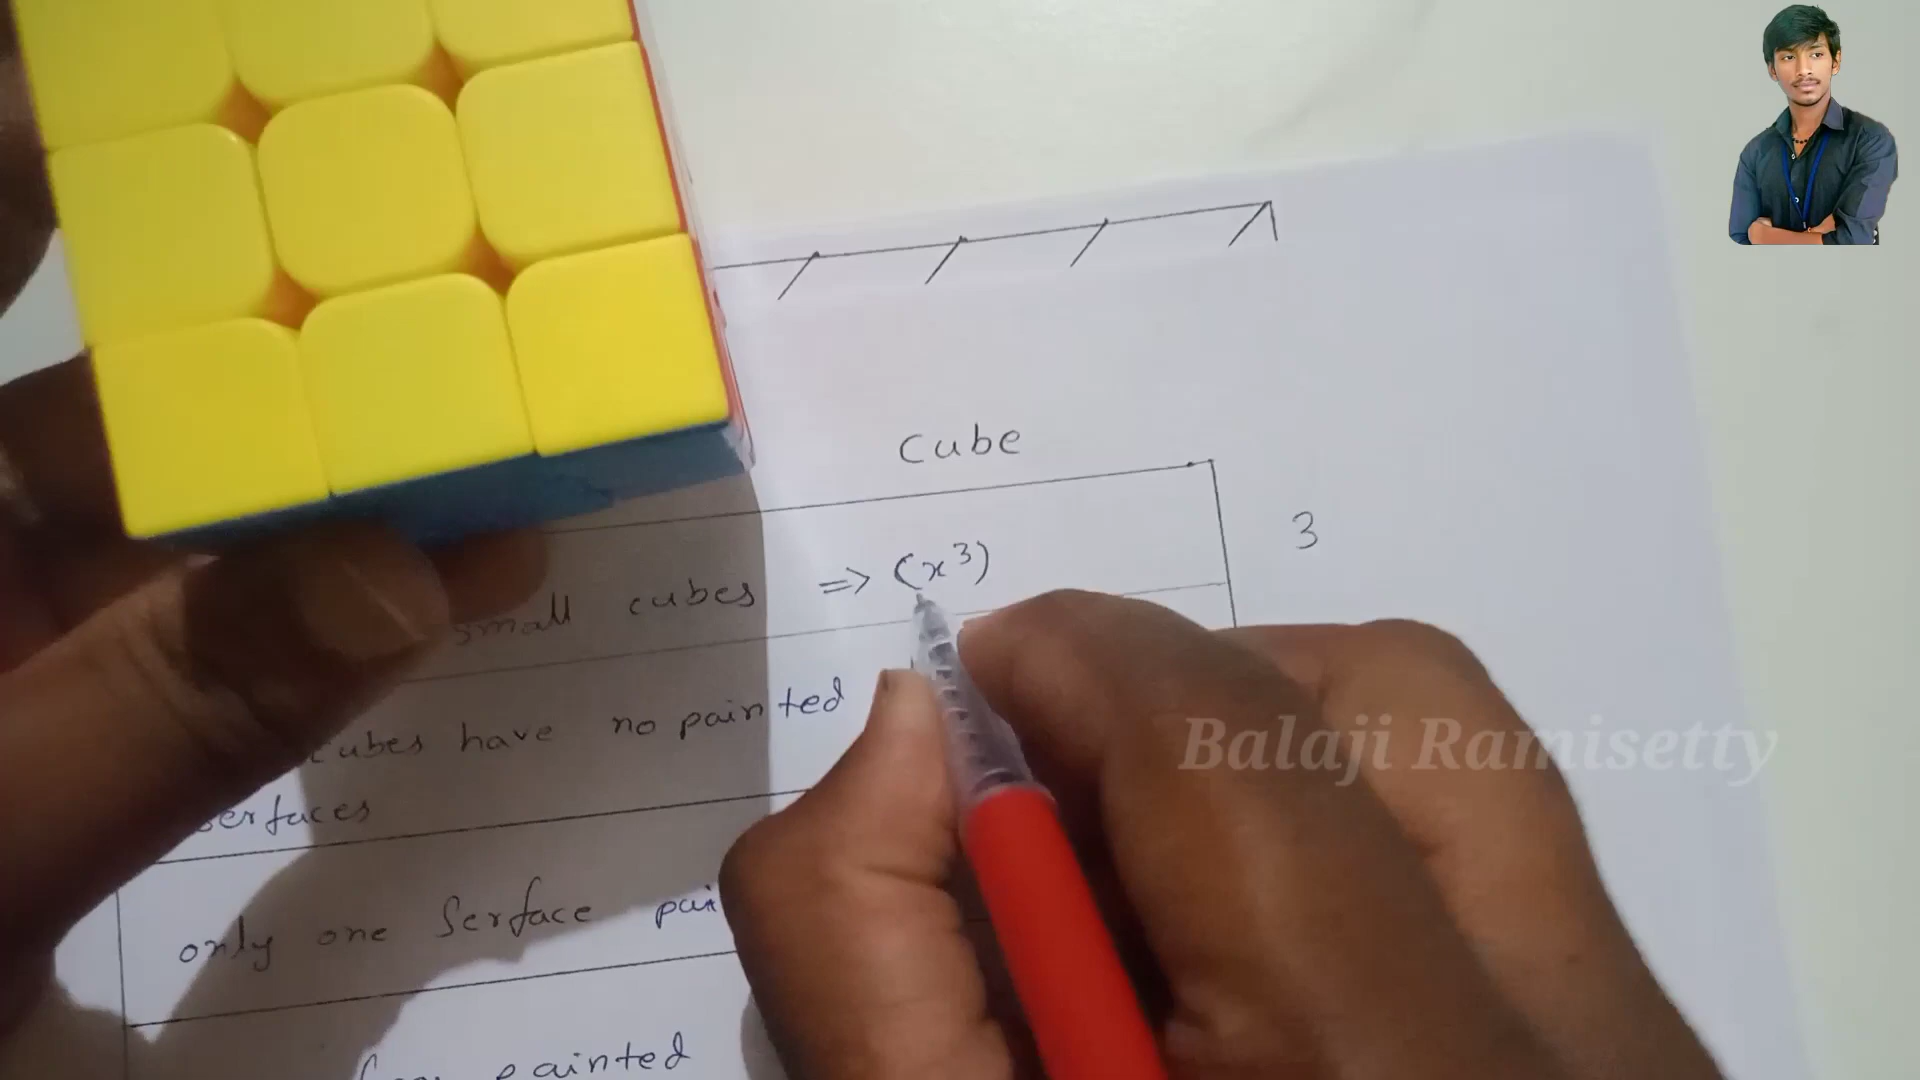 cube
small cubes => (x³)
3
cubes have no painted
serfaces
only one serface
painted
Balaji Ramisetty